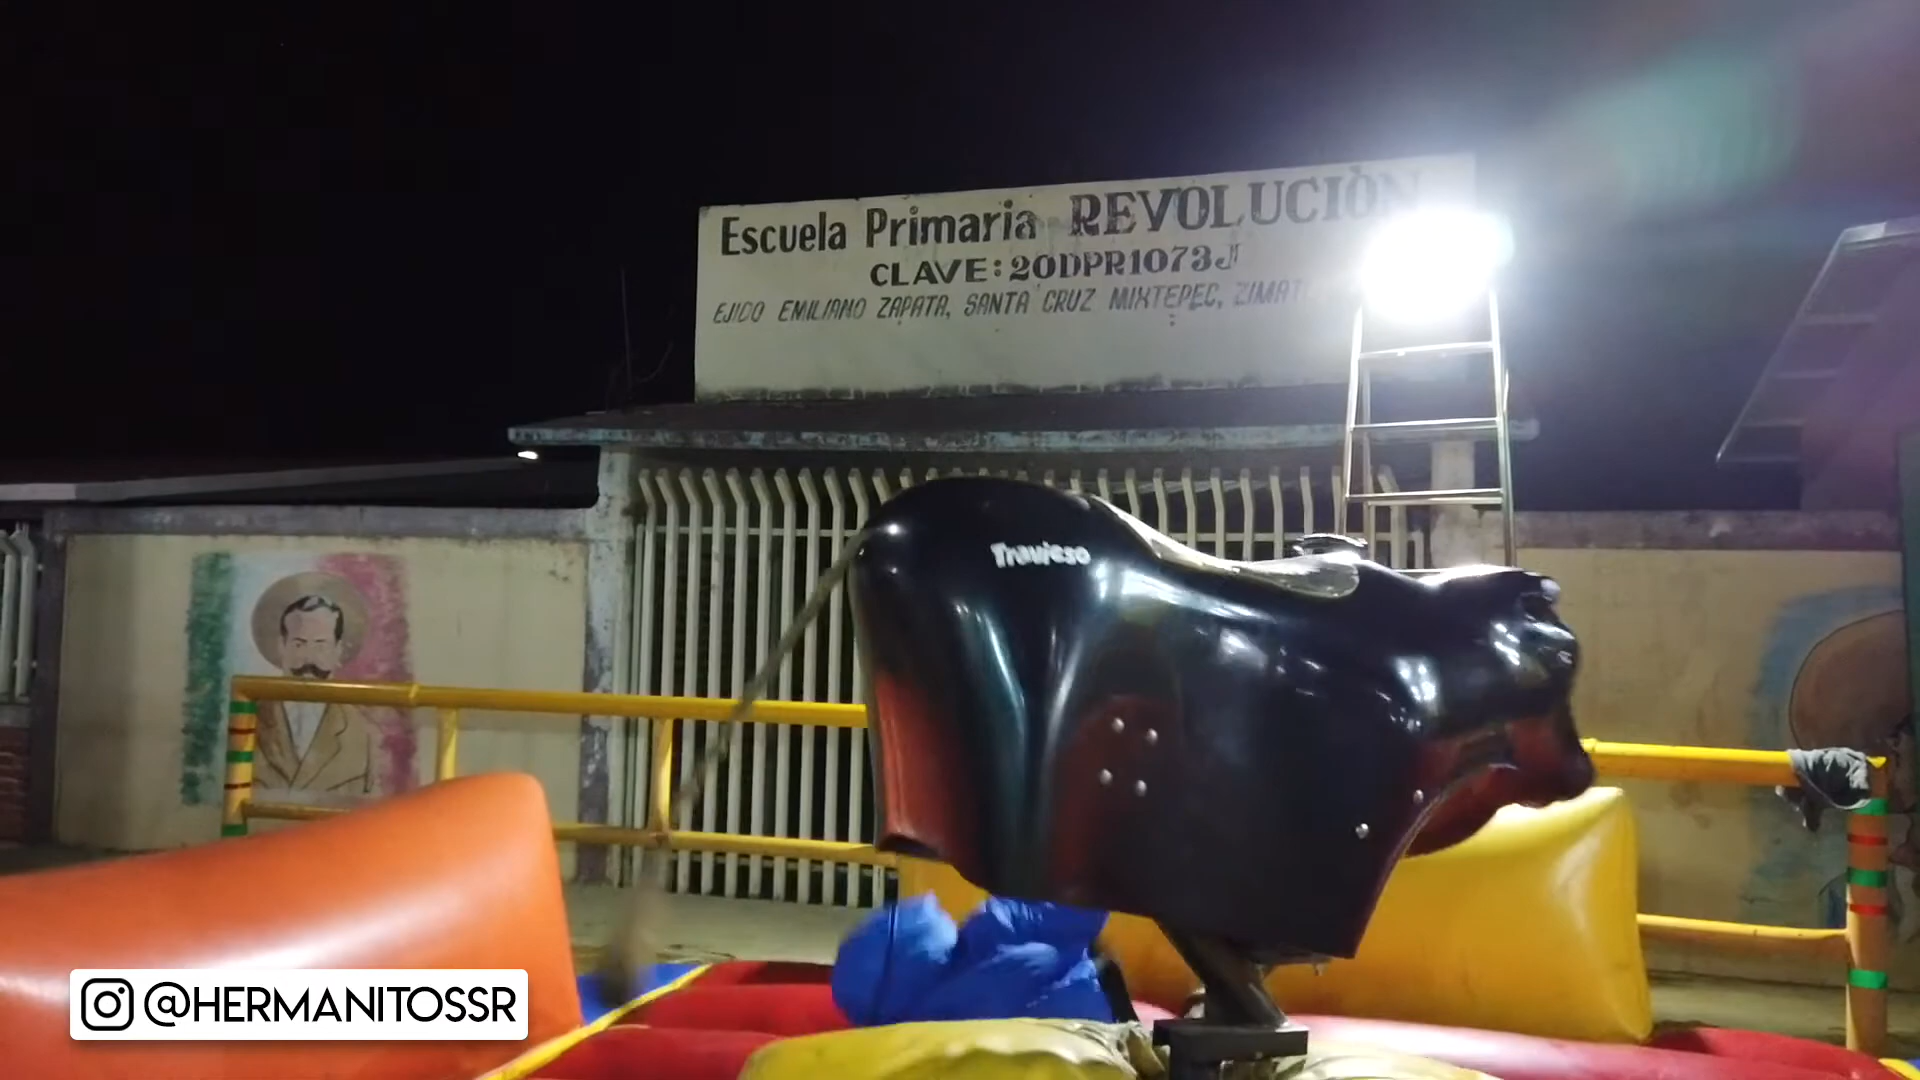 Escuela Primaria REVOLUCIÒN
CLAVE: 20DPR1073J
EJIDO EMILIANO ZAPATA, SANTA CRUZ MIXTEPEC,
Travieso
@HERMANITOSSR